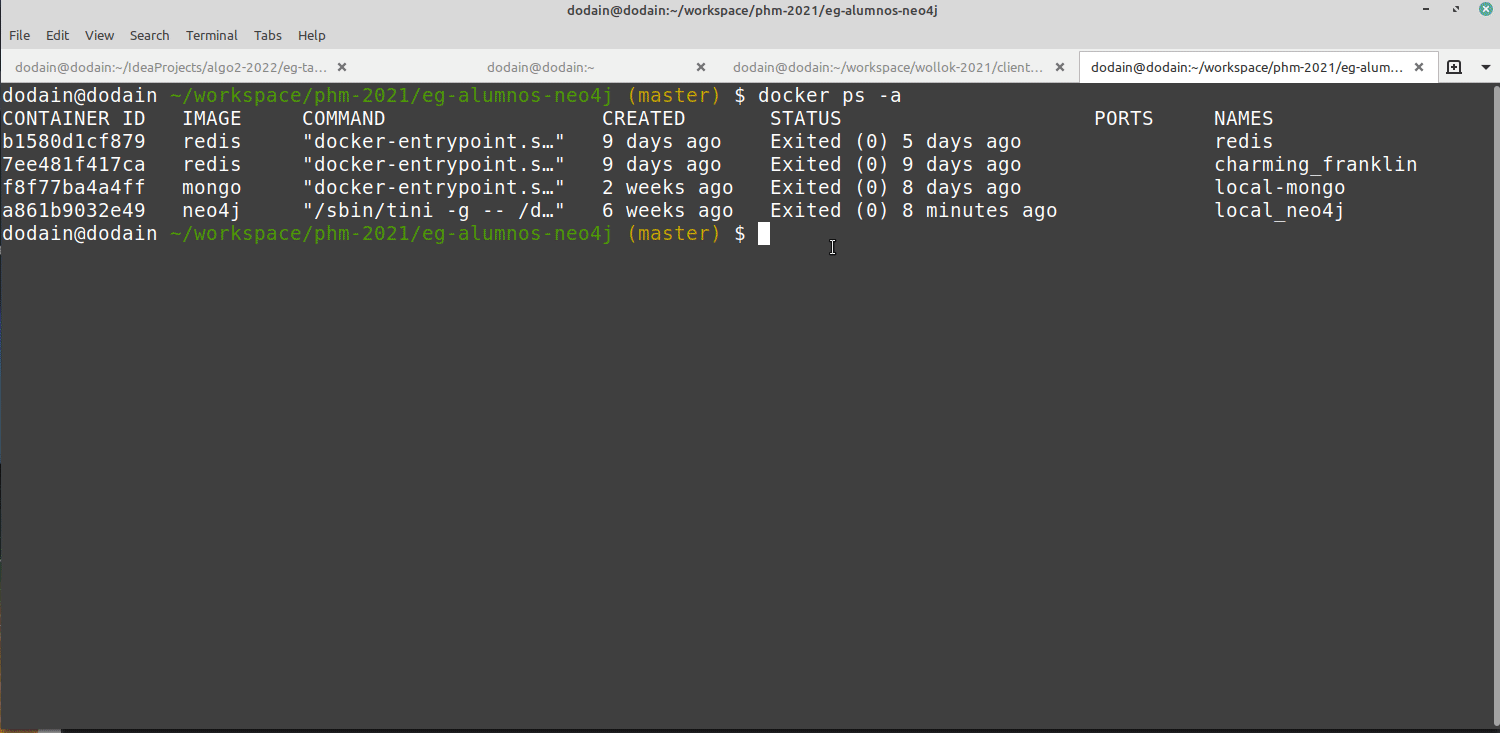 dodain@dodain:~/workspace/phm-2021/eg-alumnos-neo4j
File Edit View Search Terminal Tabs Help
dodain@dodain:~/IdeaProjects/algo2-2022/eg-ta... dodain@dodain:~ dodain@dodain:~/workspace/wollok-2021/client... dodain@dodain:~/workspace/phm-2021/eg-alum...
dodain@dodain ~/workspace/phm-2021/eg-alumnos-neo4j (master) $ docker ps -a
CONTAINER ID IMAGE COMMAND CREATED STATUS PORTS NAMES
b1580d1cf879 redis "docker-entrypoint.s…" 9 days ago Exited (0) 5 days ago redis
7ee481f417ca redis "docker-entrypoint.s…" 9 days ago Exited (0) 9 days ago charming_franklin
f8f77ba4a4ff mongo "docker-entrypoint.s…" 2 weeks ago Exited (0) 8 days ago local-mongo
a861b9032e49 neo4j "/sbin/tini -g -- /d…" 6 weeks ago Exited (0) 8 minutes ago local_neo4j
dodain@dodain ~/workspace/phm-2021/eg-alumnos-neo4j (master) $